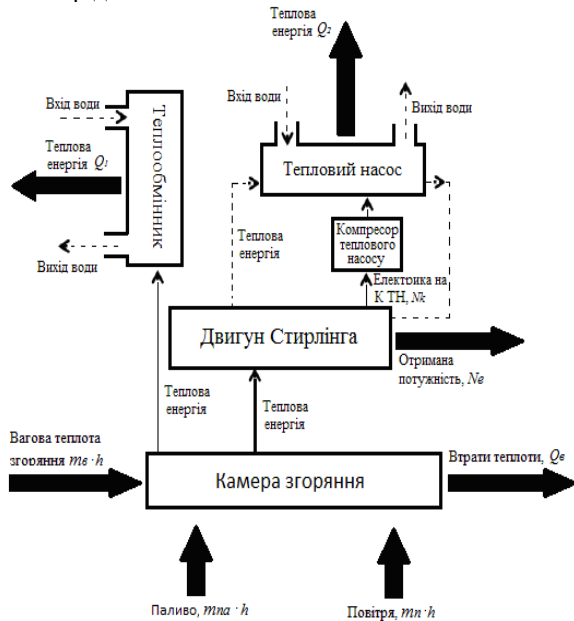 Теплова
енергія Q2
Вхід води
Теплова
енергія Q1
Вихід води
Теплообмінник
Вхід води
Вихід води
Тепловий насос
Теплова
енергія
Компресор
теплового
насосу
Електрика на
К ТН, Nk
Двигун Стирлінга
Отримана
потужність, Ne
Теплова
енергія
Теплова
енергія
Вагова теплота
згоряння mв·h
Камера згоряння
Втрати теплоти, Qв
Паливо, mпа·h
Повітря, mп·h